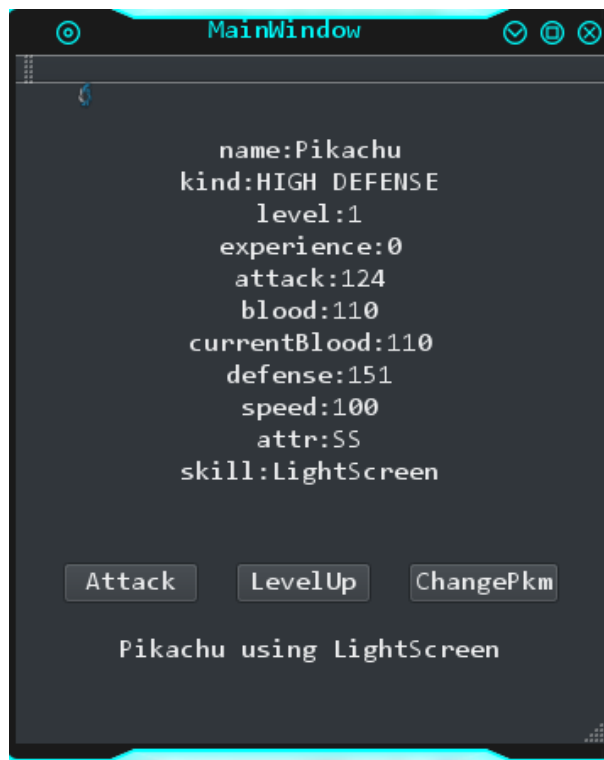 MainWindow
name:Pikachu
kind:HIGH DEFENSE
level:1
experience:0
attack:124
blood:110
currentBlood:110
defense:151
speed:100
attr:SS
skill:LightScreen
Attack LevelUp ChangePkm
Pikachu using LightScreen